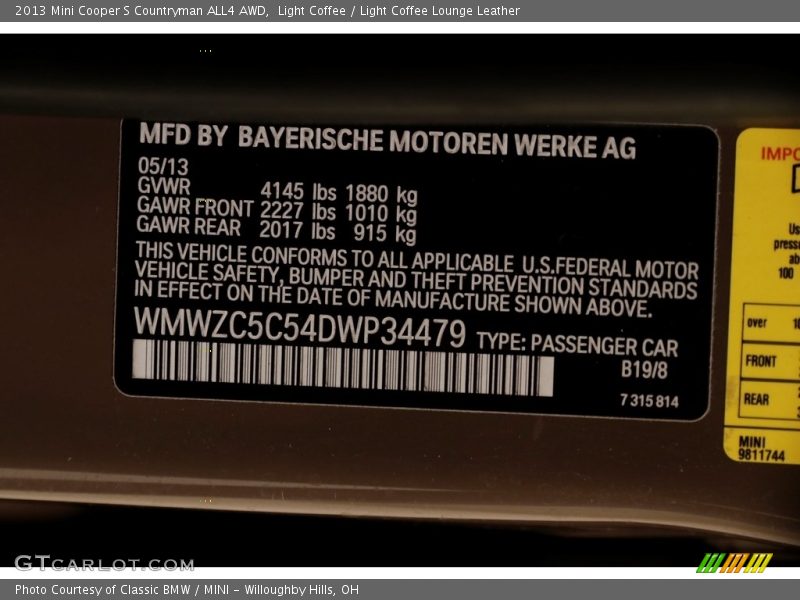 2013 Mini Cooper S Countryman ALL4 AWD,  Light Coffee / Light Coffee Lounge Leather
MFD BY BAYERISCHE MOTOREN WERKE AG
05/13
GVWR 4145 lbs 1880 kg
GAWR FRONT 2227 lbs 1010 kg
GAWR REAR 2017 lbs 915 kg
THIS VEHICLE CONFORMS TO ALL APPLICABLE U.S.FEDERAL MOTOR
VEHICLE SAFETY, BUMPER AND THEFT PREVENTION STANDARDS
IN EFFECT ON THE DATE OF MANUFACTURE SHOWN ABOVE.
WMWZC5C54DWP34479 TYPE: PASSENGER CAR
B19/8
7 315 814
over
FRONT
REAR
MINI
9811744
100
GTCARLOT.COM
Photo Courtesy of Classic BMW / MINI - Willoughby Hills, OH